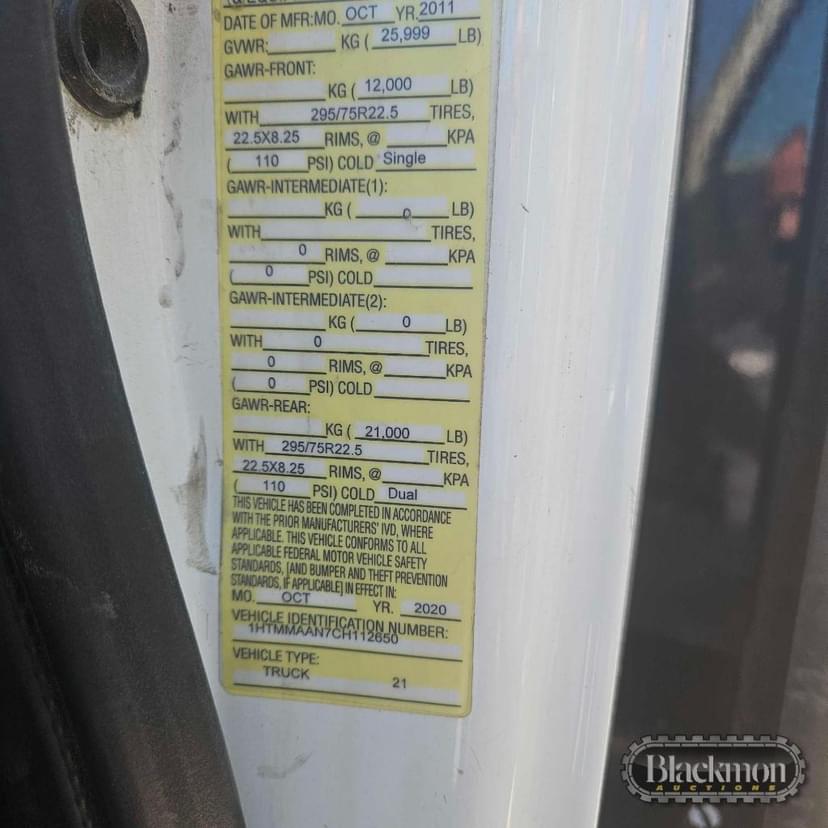 DATE OF MFR:MO. OCT YR. 2011
GVWR: KG ( 25,999 LB)
GAWR-FRONT:
KG ( 12,000 LB)
WITH 295/75R22.5 TIRES,
22.5X8.25 RIMS, @ KPA
( 110 PSI) COLD Single
GAWR-INTERMEDIATE(1):
KG ( 0 LB)
WITH TIRES,
0 RIMS, @ KPA
( 0 PSI) COLD
GAWR-INTERMEDIATE(2):
KG ( 0 LB)
WITH 0 TIRES,
0 RIMS, @ KPA
( 0 PSI) COLD
GAWR-REAR:
KG ( 21,000 LB)
WITH 295/75R22.5 TIRES,
22.5X8.25 RIMS, @ KPA
( 110 PSI) COLD Dual
THIS VEHICLE HAS BEEN COMPLETED IN ACCORDANCE
WITH THE PRIOR MANUFACTURERS' IVD, WHERE
APPLICABLE. THIS VEHICLE CONFORMS TO ALL
APPLICABLE FEDERAL MOTOR VEHICLE SAFETY
STANDARDS, [AND BUMPER AND THEFT PREVENTION
STANDARDS, IF APPLICABLE] IN EFFECT IN:
MO. OCT YR. 2020
VEHICLE IDENTIFICATION NUMBER:
1HTMMAAN7CH112650
VEHICLE TYPE:
TRUCK 21
Blackmon
AUCTIONS